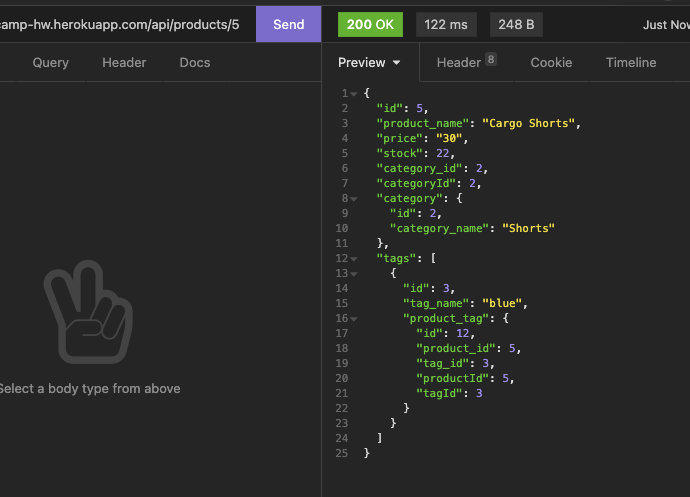 camp-hw.herokuapp.com/api/products/5 Send 200 OK 122 ms 248 B Just Now
Query Header Docs Preview Header 8 Cookie Timeline
1 {
2 "id": 5,
3 "product_name": "Cargo Shorts",
4 "price": "30",
5 "stock": 22,
6 "category_id": 2,
7 "categoryId": 2,
8 "category": {
9 "id": 2,
10 "category_name": "Shorts"
11 },
12 "tags": [
13 {
14 "id": 3,
15 "tag_name": "blue",
16 "product_tag": {
17 "id": 12,
18 "product_id": 5,
19 "tag_id": 3,
20 "productId": 5,
21 "tagId": 3
22 }
23 }
24 ]
25 }
Select a body type from above